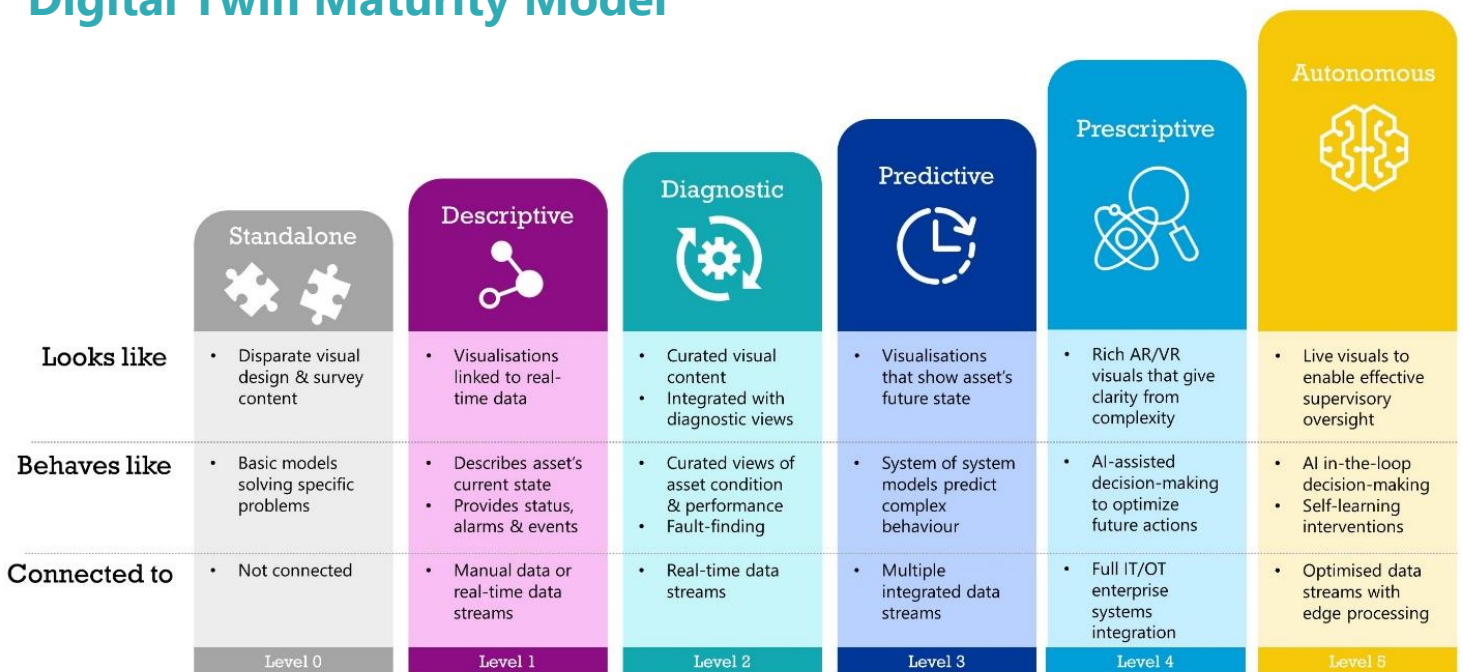 Digital Twin Maturity Model
Standalone
Descriptive
Diagnostic
Predictive
Prescriptive
Autonomous
Looks like
• Disparate visual
design & survey
content
• Visualisations
linked to real-
time data
• Curated visual
content
• Integrated with
diagnostic views
• Visualisations
that show asset's
future state
• Rich AR/VR
visuals that give
clarity from
complexity
• Live visuals to
enable effective
supervisory
oversight
Behaves like
• Basic models
solving specific
problems
• Describes asset's
current state
• Provides status,
alarms & events
• Curated views of
asset condition
& performance
• Fault-finding
• System of system
models predict
complex
behaviour
• AI-assisted
decision-making
to optimize
future actions
• AI in-the-loop
decision-making
• Self-learning
interventions
Connected to
• Not connected
• Manual data or
real-time data
streams
• Real-time data
streams
• Multiple
integrated data
streams
• Full IT/OT
enterprise
systems
integration
• Optimised data
streams with
edge processing
Level 0
Level 1
Level 2
Level 3
Level 4
Level 5